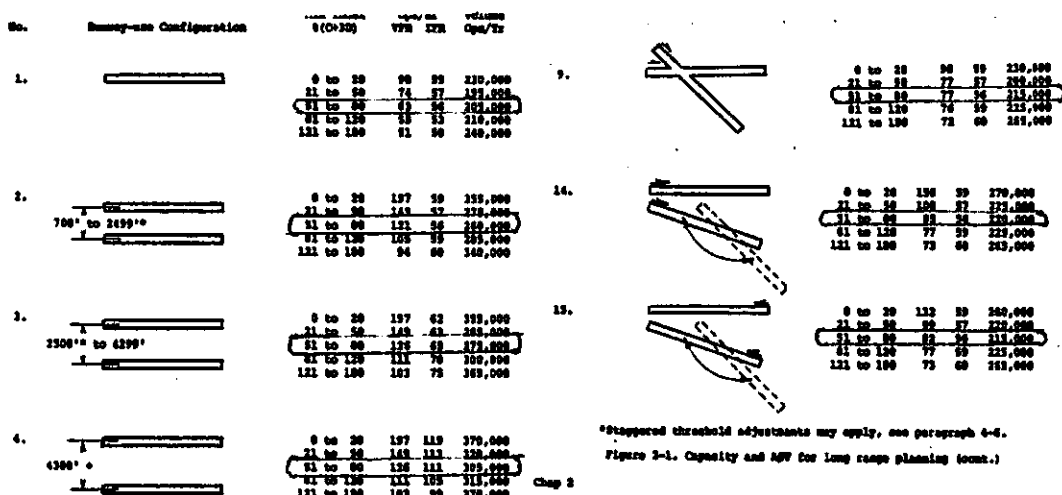 No. Runway-use Configuration %(C+3D) VFR IFR Ops/Yr
1.
0 to 20 98 59 230,000
21 to 50 74 57 195,000
51 to 80 63 56 205,000
81 to 120 55 53 210,000
121 to 180 51 50 240,000
2.
700' to 2499'*
0 to 20 197 59 355,000
21 to 50 57
51 to 80 121 56 260,000
81 to 120 105 59 285,000
121 to 180 94 60 340,000
3.
2500'* to 4299'
0 to 20 197 62 355,000
21 to 50 149 63 285,000
51 to 80 63 275,000
81 to 120 111 70 300,000
121 to 180 103 75 365,000
4.
4300' +
0 to 20 197 119 370,000
21 to 50 149 320,000
51 to 80 126 111 305,000
81 to 120 111 105 315,000
121 to 180 103 99 370,000
Chap 2
9.
0 to 20 98 59 230,000
21 to 50 77 57 200,000
51 to 80 77 56 215,000
81 to 120 76 59 225,000
121 to 180 72 60 265,000
14.
0 to 20 59 270,000
21 to 50 57 225,000
51 to 80 85 56 220,000
81 to 120 77 59 225,000
121 to 180 73 60 265,000
15.
0 to 20 132 59 260,000
21 to 50 99 57 220,000
51 to 80 82 56 215,000
81 to 120 77 59 225,000
121 to 180 73 60 265,000
*Staggered threshold adjustments may apply, see paragraph 4-6.
Figure 2-1. Capacity and ASV for long range planning (cont.)